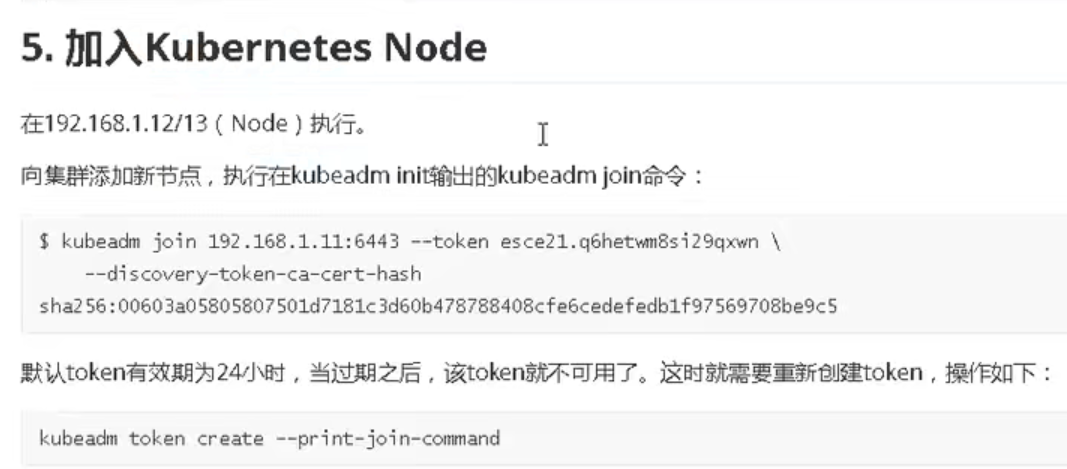 5. 加入Kubernetes Node
在192.168.1.12/13（Node）执行。
向集群添加新节点，执行在kubeadm init输出的kubeadm join命令：
$ kubeadm join 192.168.1.11:6443 --token esce21.q6hetwm8si29qxwn \
--discovery-token-ca-cert-hash
sha256:00603a05805807501d7181c3d60b478788408cfe6cedefedb1f97569708be9c5
默认token有效期为24小时，当过期之后，该token就不可用了。这时就需要重新创建token，操作如下：
kubeadm token create --print-join-command